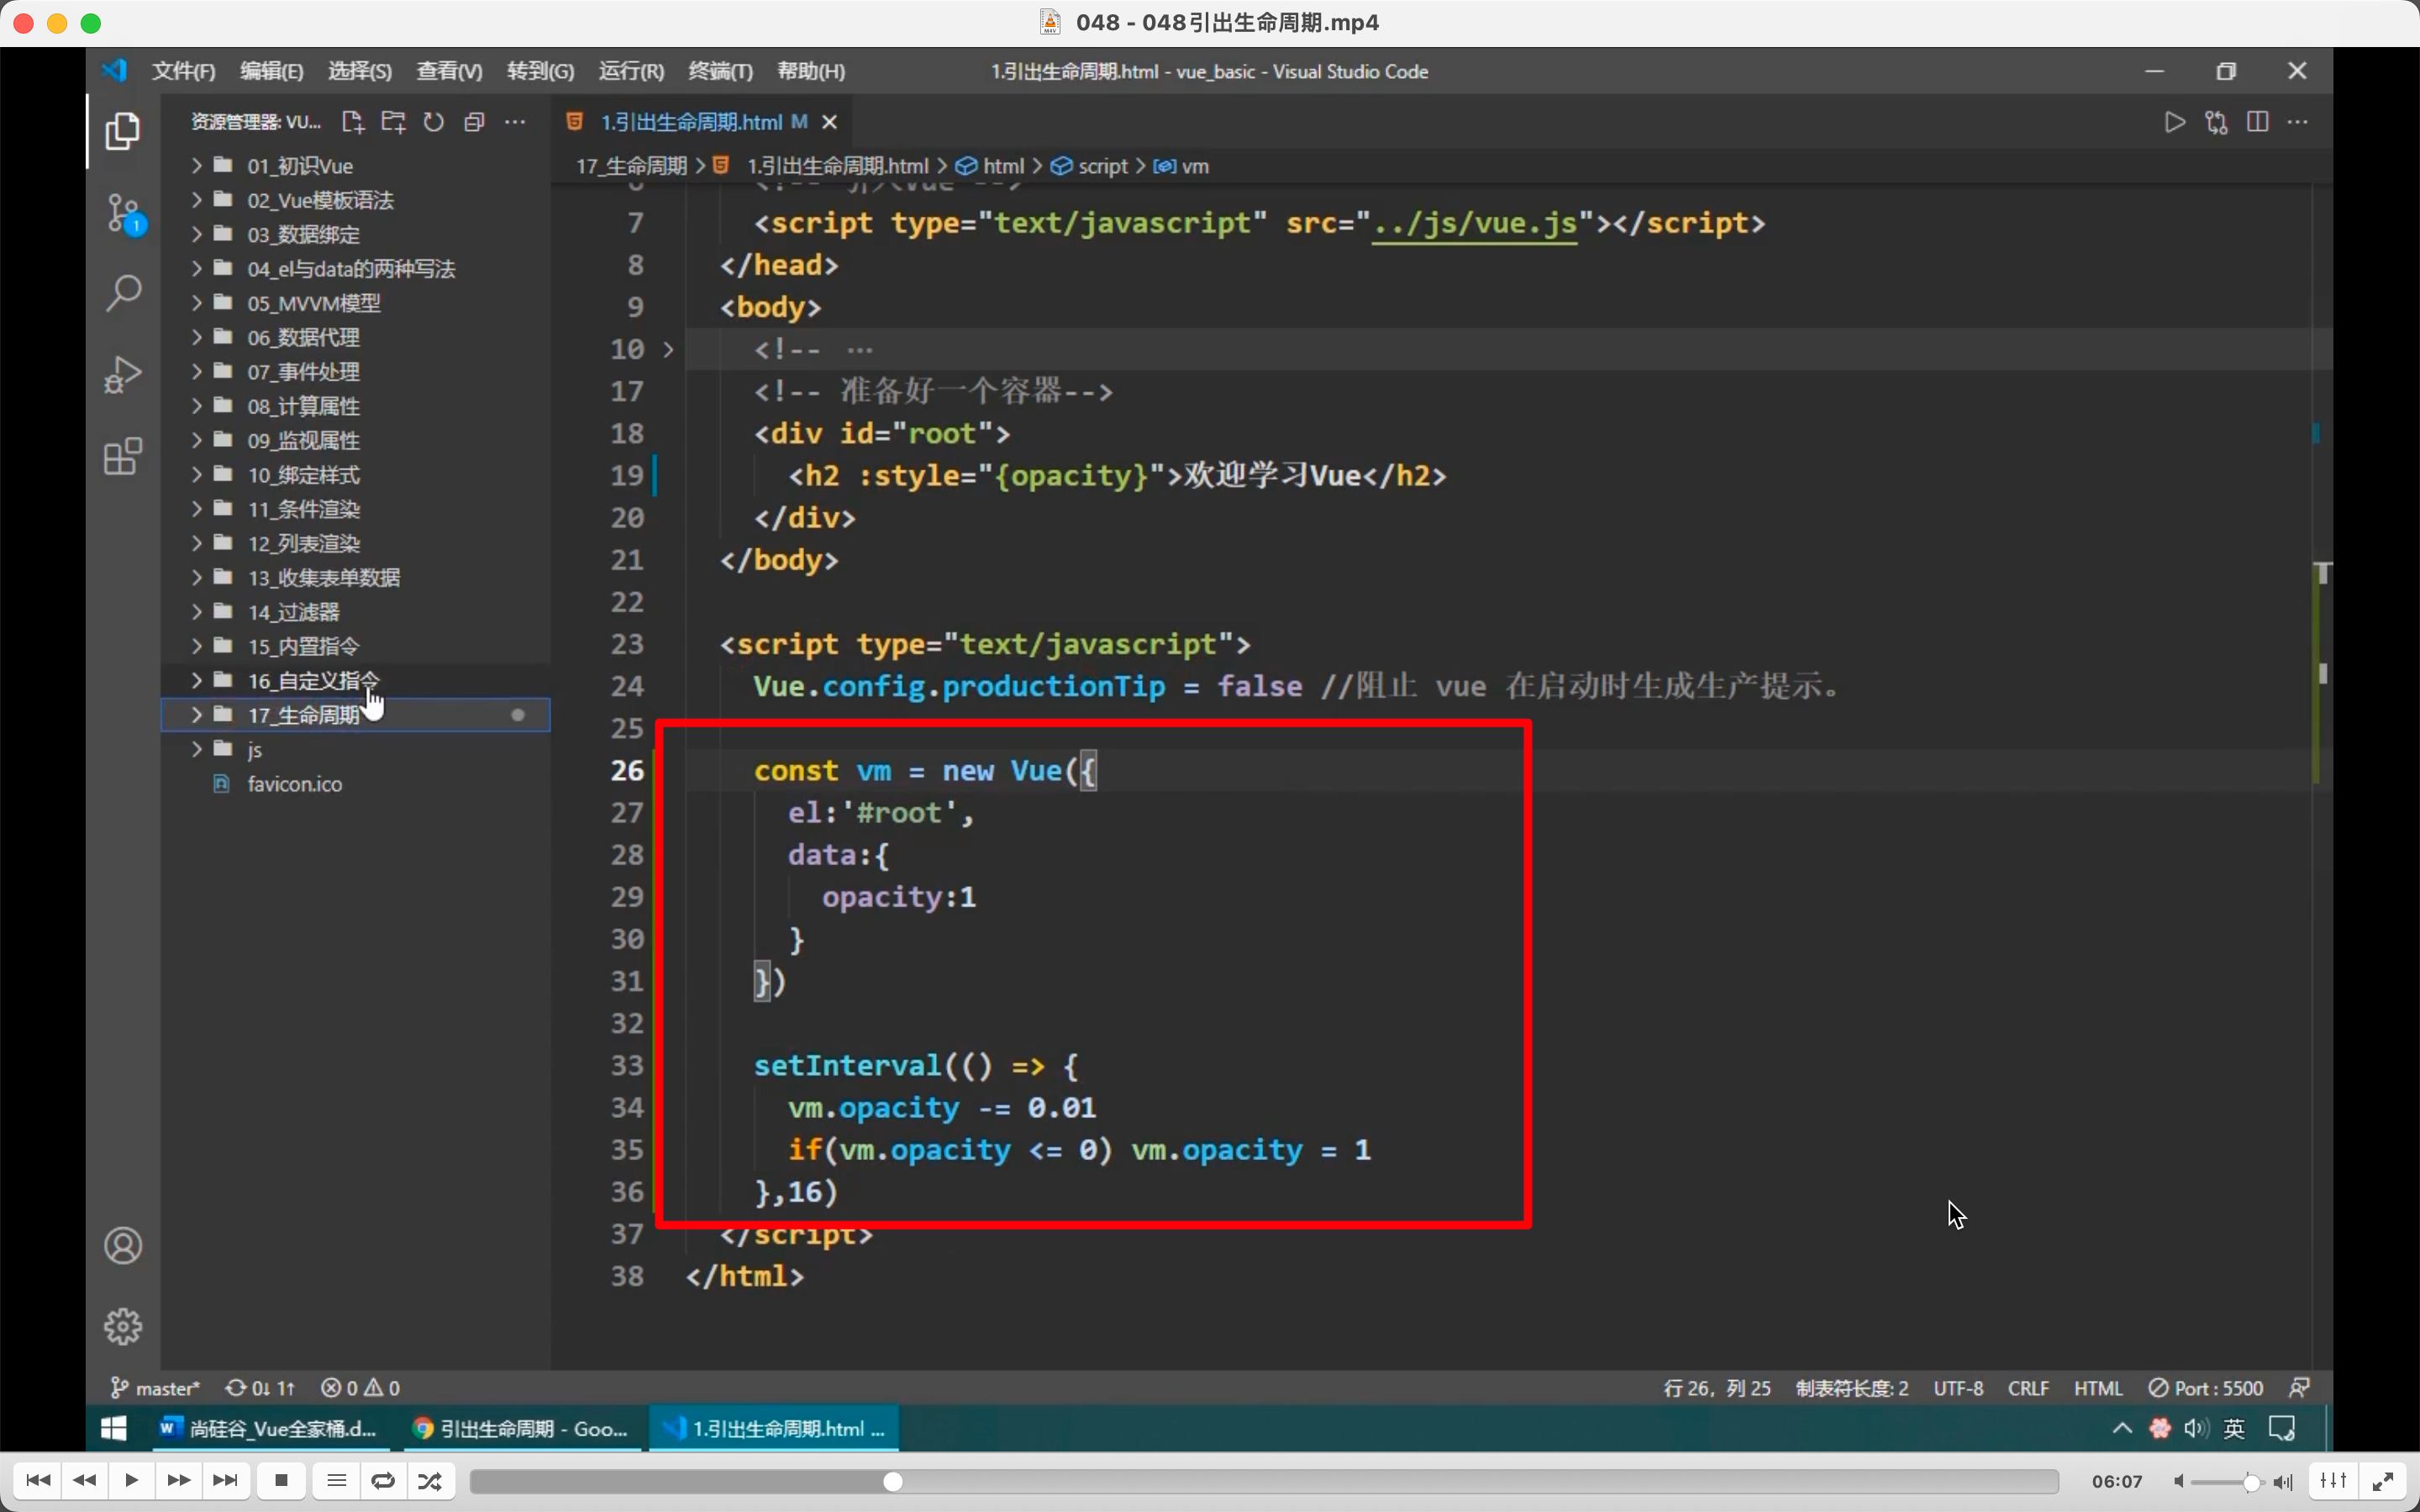 048 - 048引出生命周期.mp4
文件(F) 编辑(E) 选择(S) 查看(V) 转到(G) 运行(R) 终端(T) 帮助(H) 1.引出生命周期.html - vue_basic - Visual Studio Code
资源管理器: VU...
1.引出生命周期.html M
17_生命周期 > 1.引出生命周期.html > html > script > vm
1
01_初识Vue
02_Vue模板语法
03_数据绑定
04_el与data的两种写法
05_MVVM模型
06_数据代理
07_事件处理
08_计算属性
09_监视属性
10_绑定样式
11_条件渲染
12_列表渲染
13_收集表单数据
14_过滤器
15_内置指令
16_自定义指令
17_生命周期
js
favicon.ico
7 <script type="text/javascript" src="../js/vue.js"></script>
8 </head>
9 <body>
10 <!-- ...
17 <!-- 准备好一个容器-->
18 <div id="root">
19 <h2 :style="{opacity}">欢迎学习Vue</h2>
20 </div>
21 </body>
22
23 <script type="text/javascript">
24 Vue.config.productionTip = false //阻止 vue 在启动时生成生产提示。
25
26 const vm = new Vue({
27 el:'#root',
28 data:{
29 opacity:1
30 }
31 })
32
33 setInterval(() => {
34 vm.opacity -= 0.01
35 if(vm.opacity <= 0) vm.opacity = 1
36 },16)
37 </script>
38 </html>
master* 0↓ 1↑ 0 0 行 26，列 25 制表符长度: 2 UTF-8 CRLF HTML Port : 5500
尚硅谷_Vue全家桶.d... 引出生命周期 - Goo... 1.引出生命周期.html ... 英
06:07